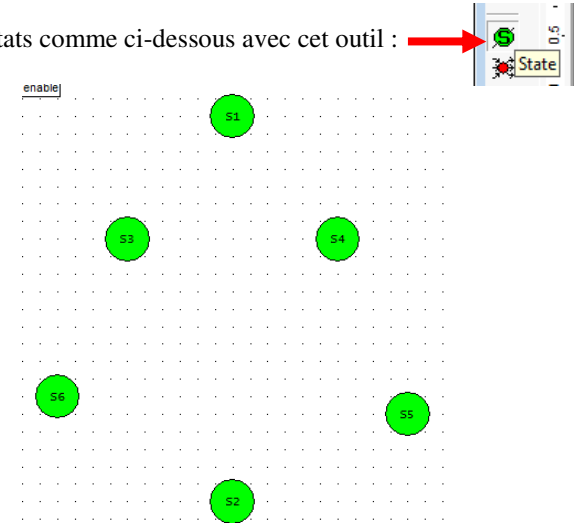 tats comme ci-dessous avec cet outil :
0.5
State
enable
S1
S3
S4
S6
S5
S2